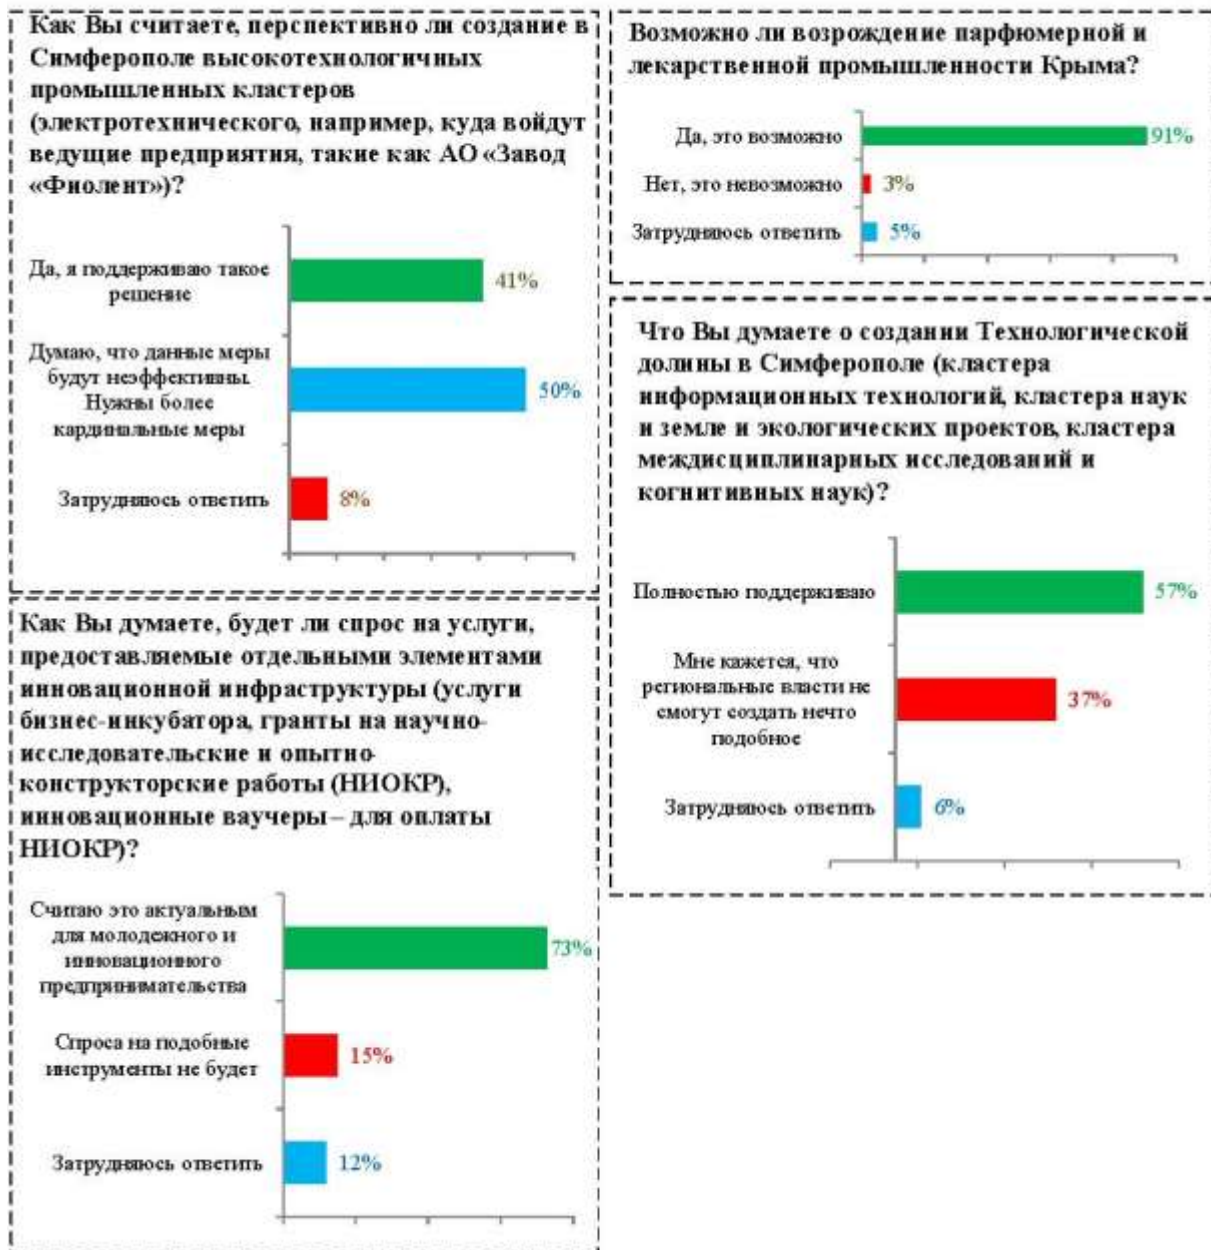 Как Вы считаете, перспективно ли создание в
Симферополе высокотехнологичных
промышленных кластеров
(электротехнического, например, куда войдут
ведущие предприятия, такие как АО «Завод
«Фиолент»)?
Да, я поддерживаю такое
решение
41%
Думаю, что данные меры
будут неэффективны.
Нужны более
кардинальные меры
50%
Затрудняюсь ответить
8%
Как Вы думаете, будет ли спрос на услуги,
предоставляемые отдельными элементами
инновационной инфраструктуры (услуги
бизнес-инкубатора, гранты на научно-
исследовательские и опытно-
конструкторские работы (НИОКР),
инновационные ваучеры – для оплаты
НИОКР)?
Считаю это актуальным
для молодежного и
инновационного
предпринимательства
73%
Спроса на подобные
инструменты не будет
15%
Затрудняюсь ответить
12%
Возможно ли возрождение парфюмерной и
лекарственной промышленности Крыма?
Да, это возможно
91%
Нет, это невозможно
3%
Затрудняюсь ответить
5%
Что Вы думаете о создании Технологической
долины в Симферополе (кластера
информационных технологий, кластера наук
и земле и экологических проектов, кластера
междисциплинарных исследований и
когнитивных наук)?
Полностью поддерживаю
57%
Мне кажется, что
региональные власти не
смогут создать нечто
подобное
37%
Затрудняюсь ответить
6%